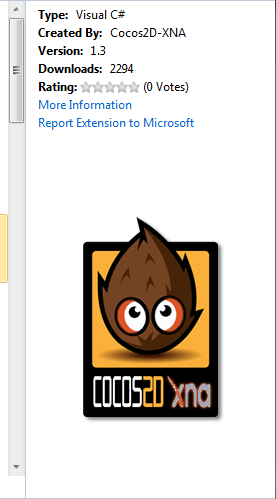 Type: Visual C#
Created By: Cocos2D-XNA
Version: 1.3
Downloads: 2294
Rating: (0 Votes)
More Information
Report Extension to Microsoft
COCOS2D xna